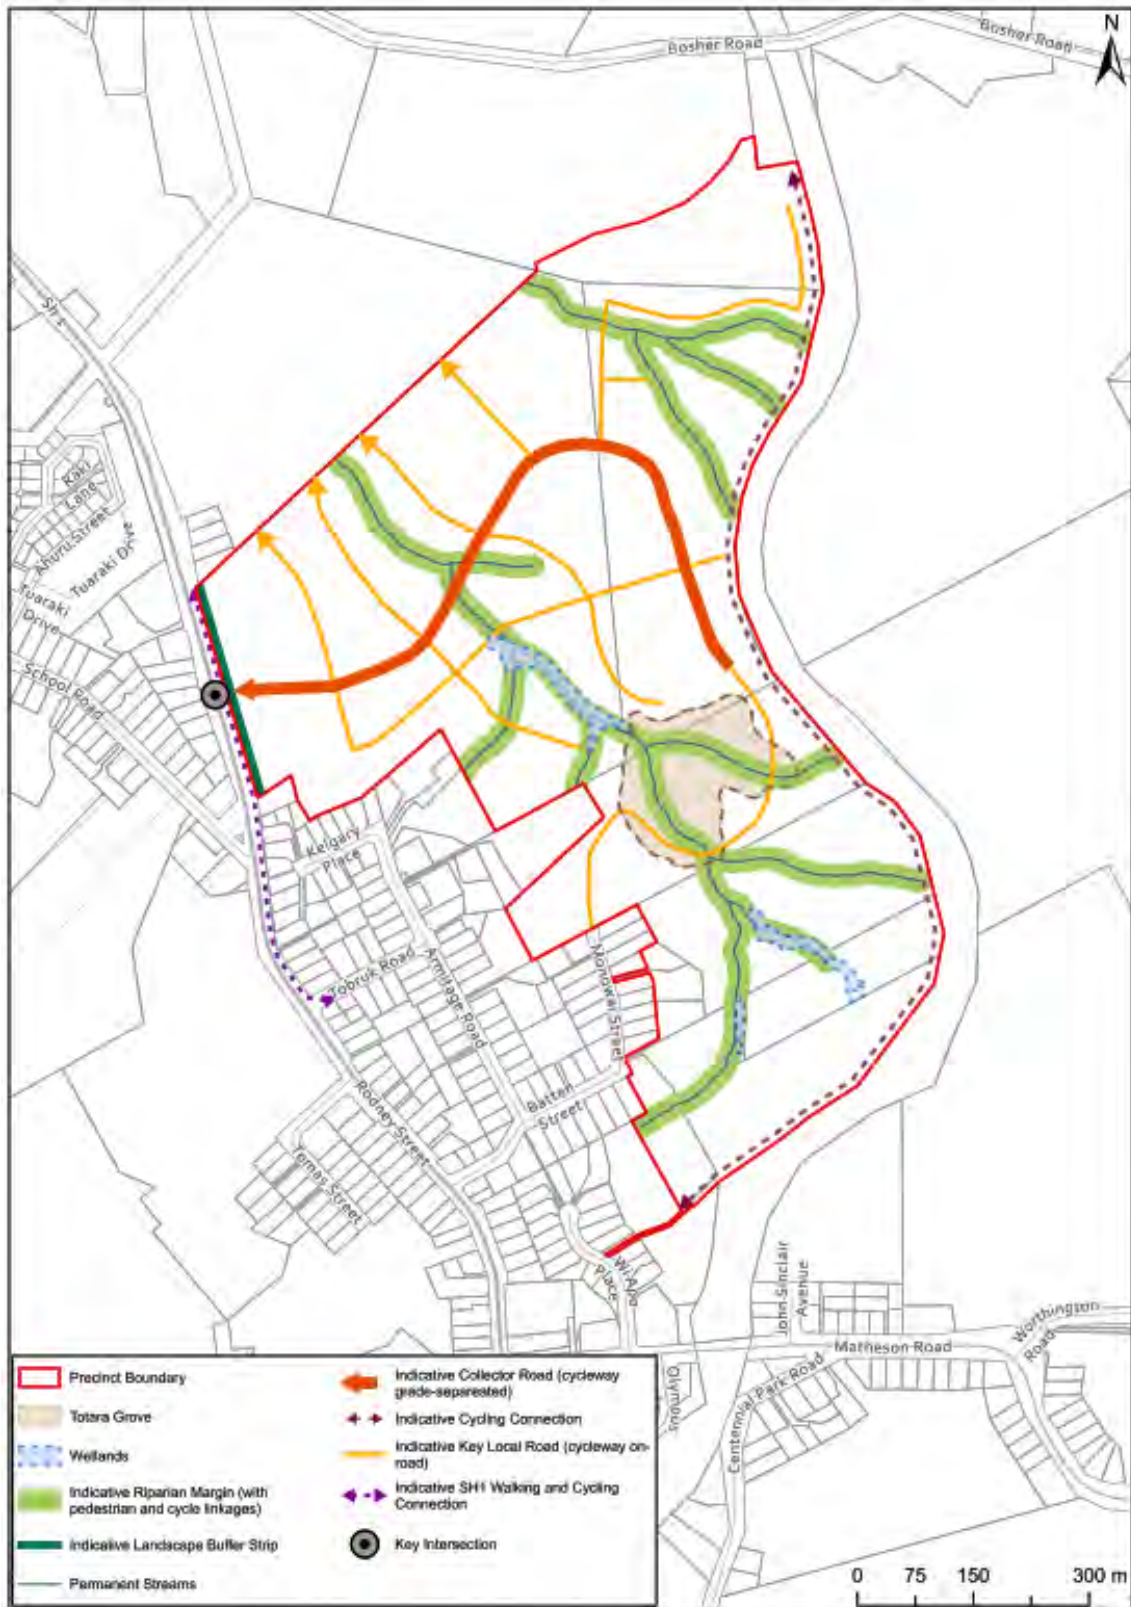 N
Bosher Road
Bosher Road
SH 1
Kaki
Lane
Ahuru Street
Tuaraki Drive
Tuaraki
Drive
School Road
Kelgary
Place
Tobruk Road
Armitage Road
Monowai Street
Batten
Street
Rodney Street
Tomas Street
Wi Apo
Place
John Sinclair
Avenue
Worthington
Road
Matheson Road
Centennial Park Road
Olympus
Precinct Boundary
Totara Grove
Wetlands
Indicative Riparian Margin (with
pedestrian and cycle linkages)
Indicative Landscape Buffer Strip
Permanent Streams
Indicative Collector Road (cycleway
grade-separeated)
Indicative Cycling Connection
Indicative Key Local Road (cycleway on-
road)
Indicative SH1 Walking and Cycling
Connection
Key Intersection
0 75 150 300 m